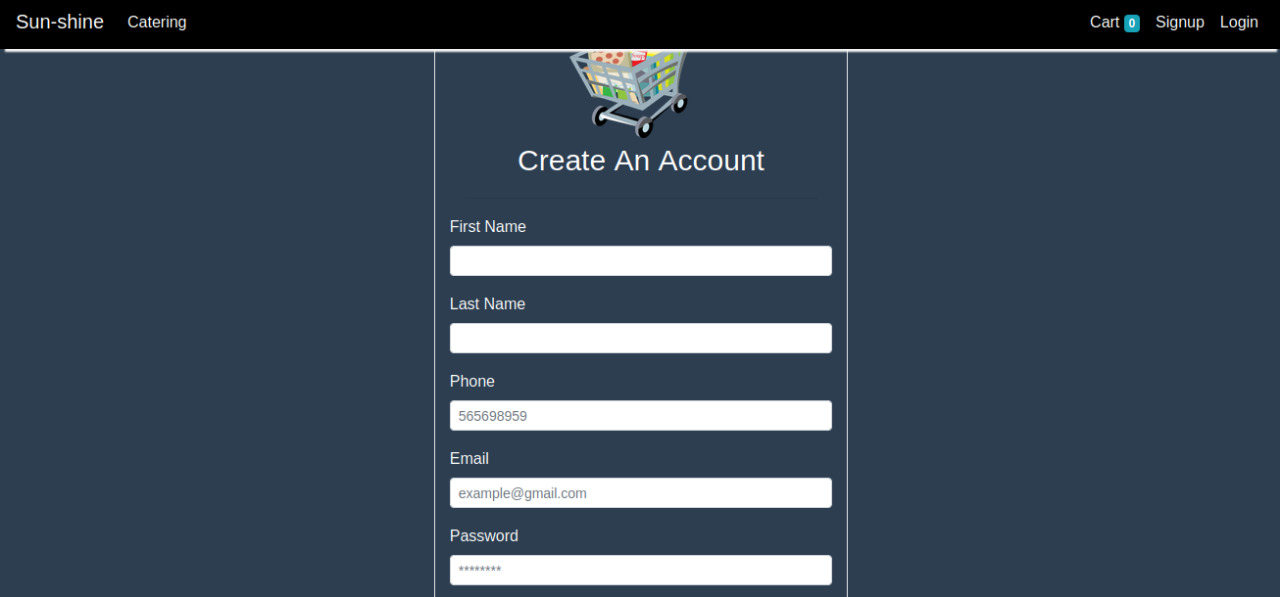 Sun-shine Catering Cart 0 Signup Login
Create An Account
First Name
Last Name
Phone
565698959
Email
example@gmail.com
Password
********